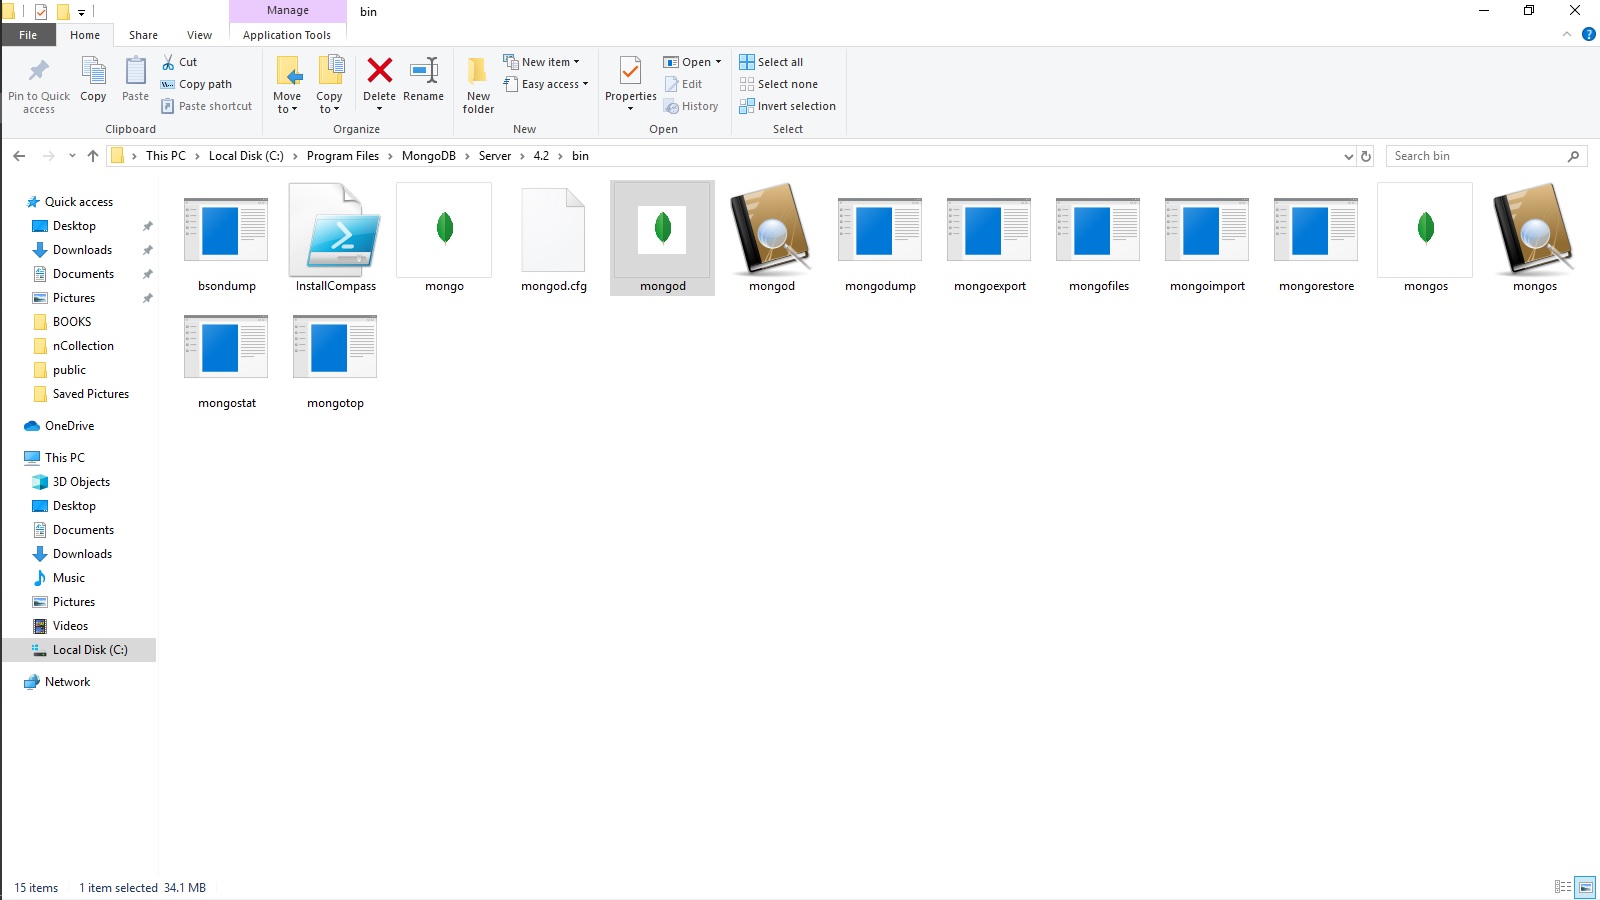 Manage
bin
File
Home
Share
View
Application Tools
Pin to Quick access
Copy
Paste
Cut
Copy path
Paste shortcut
Clipboard
Move to
Copy to
Delete
Rename
Organize
New folder
New item
Easy access
New
Properties
Open
Edit
History
Open
Select all
Select none
Invert selection
Select
This PC > Local Disk (C:) > Program Files > MongoDB > Server > 4.2 > bin
Search bin
Quick access
Desktop
Downloads
Documents
Pictures
BOOKS
nCollection
public
Saved Pictures
OneDrive
This PC
3D Objects
Desktop
Documents
Downloads
Music
Pictures
Videos
Local Disk (C:)
Network
bsondump
InstallCompass
mongo
mongod.cfg
mongod
mongod
mongodump
mongoexport
mongofiles
mongoimport
mongorestore
mongos
mongos
mongostat
mongotop
15 items
1 item selected 34.1 MB